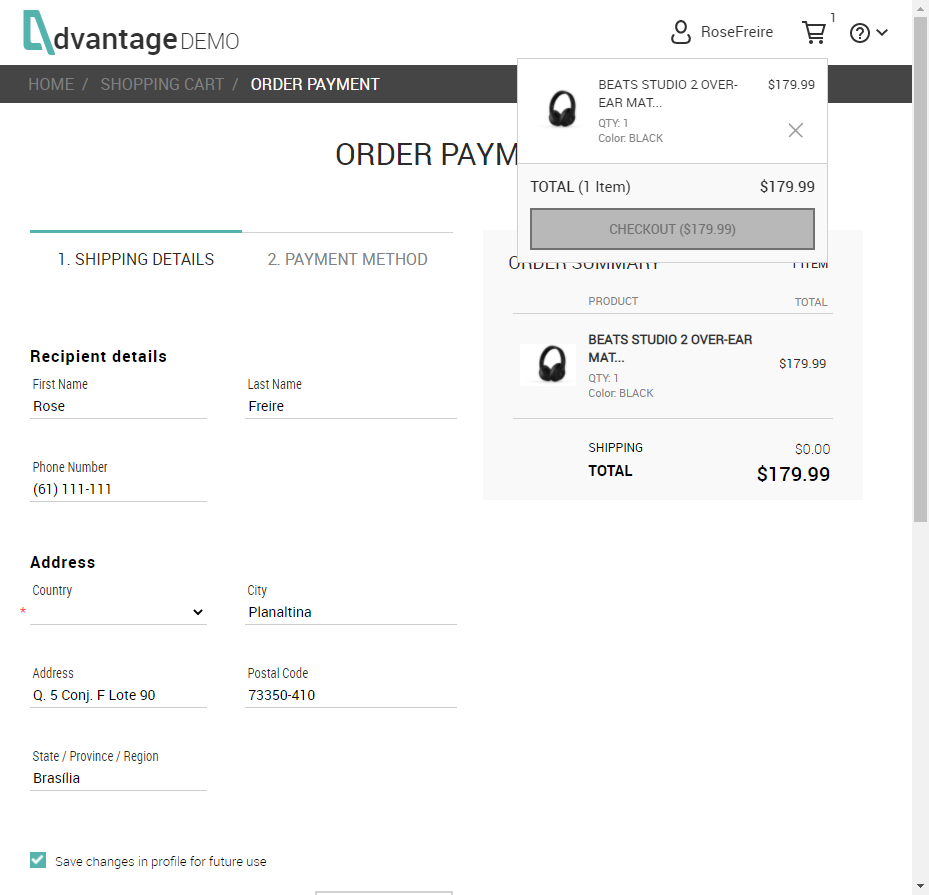 dvantage DEMO
RoseFreire
1
?
HOME / SHOPPING CART / ORDER PAYMENT
BEATS STUDIO 2 OVER-
EAR MAT...
$179.99
QTY: 1
Color: BLACK
TOTAL (1 Item) $179.99
CHECKOUT ($179.99)
ORDER PAYM
1. SHIPPING DETAILS
2. PAYMENT METHOD
ORDER SUMMARY
1 ITEM
PRODUCT TOTAL
BEATS STUDIO 2 OVER-EAR
MAT...
$179.99
QTY: 1
Color: BLACK
SHIPPING $0.00
TOTAL $179.99
Recipient details
First Name
Rose
Last Name
Freire
Phone Number
(61) 111-111
Address
Country
*
City
Planaltina
Address
Q. 5 Conj. F Lote 90
Postal Code
73350-410
State / Province / Region
Brasília
Save changes in profile for future use